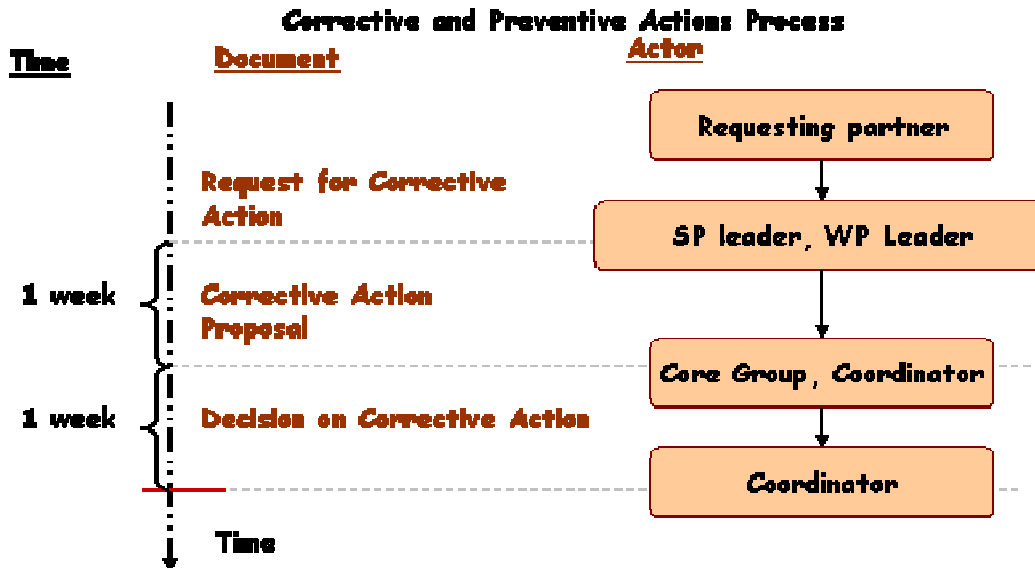 Corrective and Preventive Actions Process
Time
Document
Actor
Requesting partner
Request for Corrective
Action
SP leader, WP Leader
1 week
Corrective Action
Proposal
Core Group, Coordinator
1 week
Decision on Corrective Action
Coordinator
Time